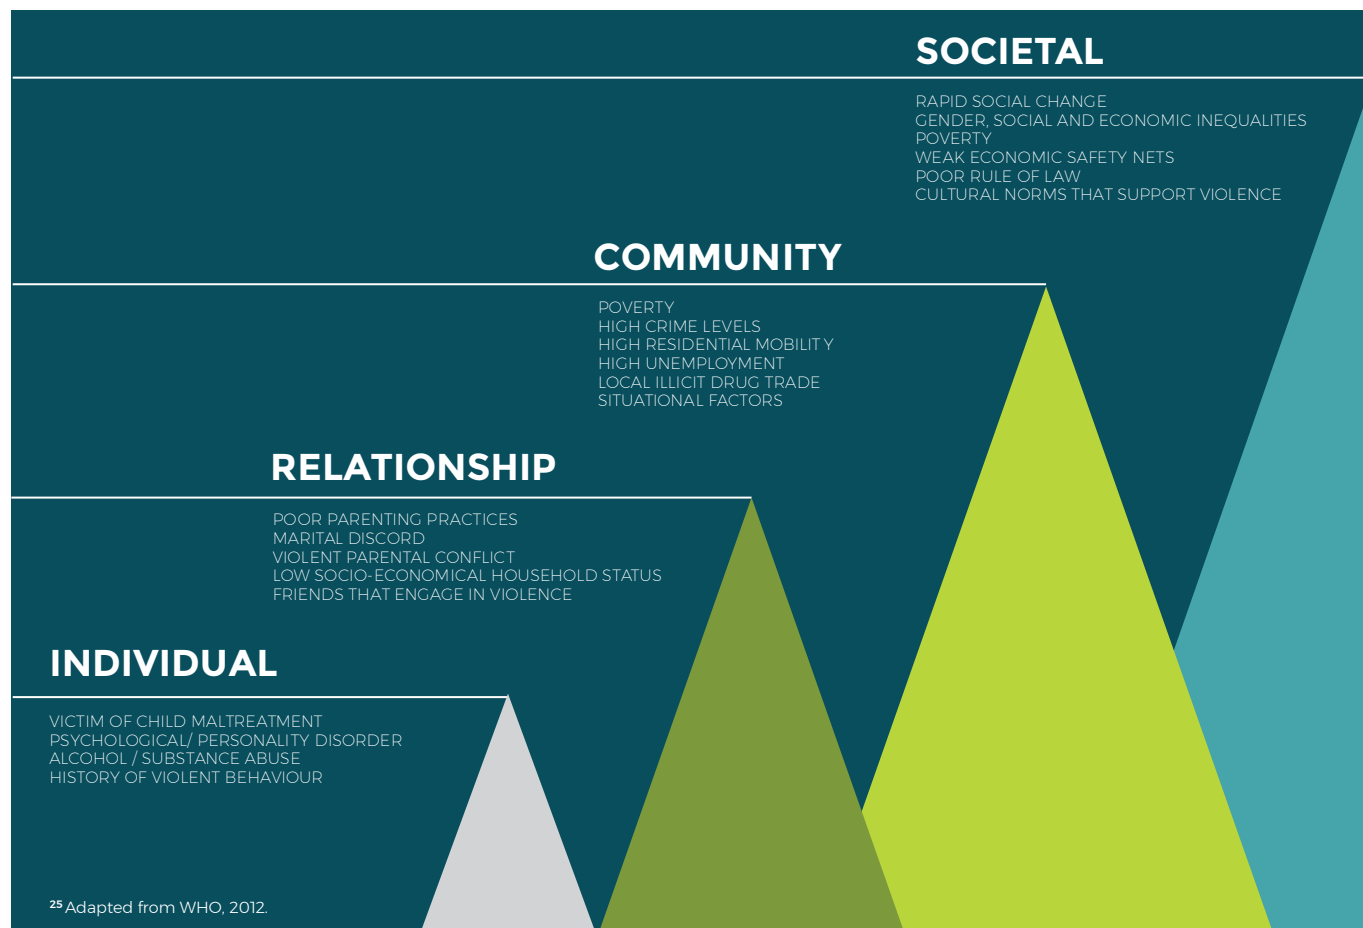 SOCIETAL
RAPID SOCIAL CHANGE
GENDER, SOCIAL AND ECONOMIC INEQUALITIES
POVERTY
WEAK ECONOMIC SAFETY NETS
POOR RULE OF LAW
CULTURAL NORMS THAT SUPPORT VIOLENCE
COMMUNITY
POVERTY
HIGH CRIME LEVELS
HIGH RESIDENTIAL MOBILITY
HIGH UNEMPLOYMENT
LOCAL ILLICIT DRUG TRADE
SITUATIONAL FACTORS
RELATIONSHIP
POOR PARENTING PRACTICES
MARITAL DISCORD
VIOLENT PARENTAL CONFLICT
LOW SOCIO-ECONOMICAL HOUSEHOLD STATUS
FRIENDS THAT ENGAGE IN VIOLENCE
INDIVIDUAL
VICTIM OF CHILD MALTREATMENT
PSYCHOLOGICAL/ PERSONALITY DISORDER
ALCOHOL / SUBSTANCE ABUSE
HISTORY OF VIOLENT BEHAVIOUR
25 Adapted from WHO, 2012.